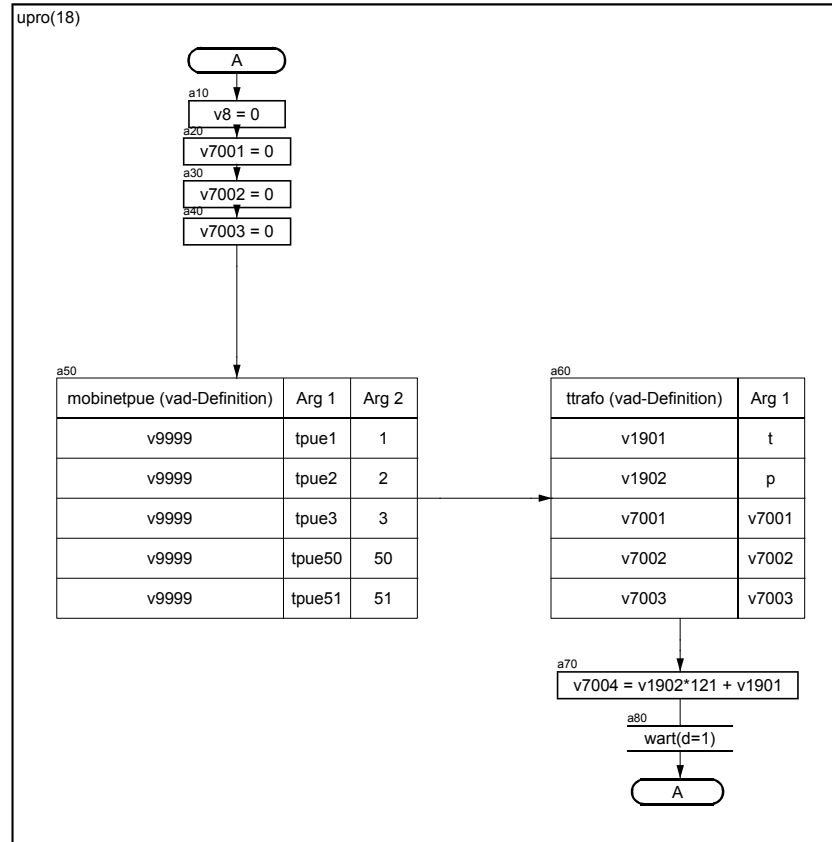 upro(18)
A
a10
v8 = 0
a20
v7001 = 0
a30
v7002 = 0
a40
v7003 = 0
a50
mobinetpue (vad-Definition) Arg 1 Arg 2
v9999 tpue1 1
v9999 tpue2 2
v9999 tpue3 3
v9999 tpue50 50
v9999 tpue51 51
a60
ttrafo (vad-Definition) Arg 1
v1901 t
v1902 p
v7001 v7001
v7002 v7002
v7003 v7003
a70
v7004 = v1902*121 + v1901
a80
wart(d=1)
A